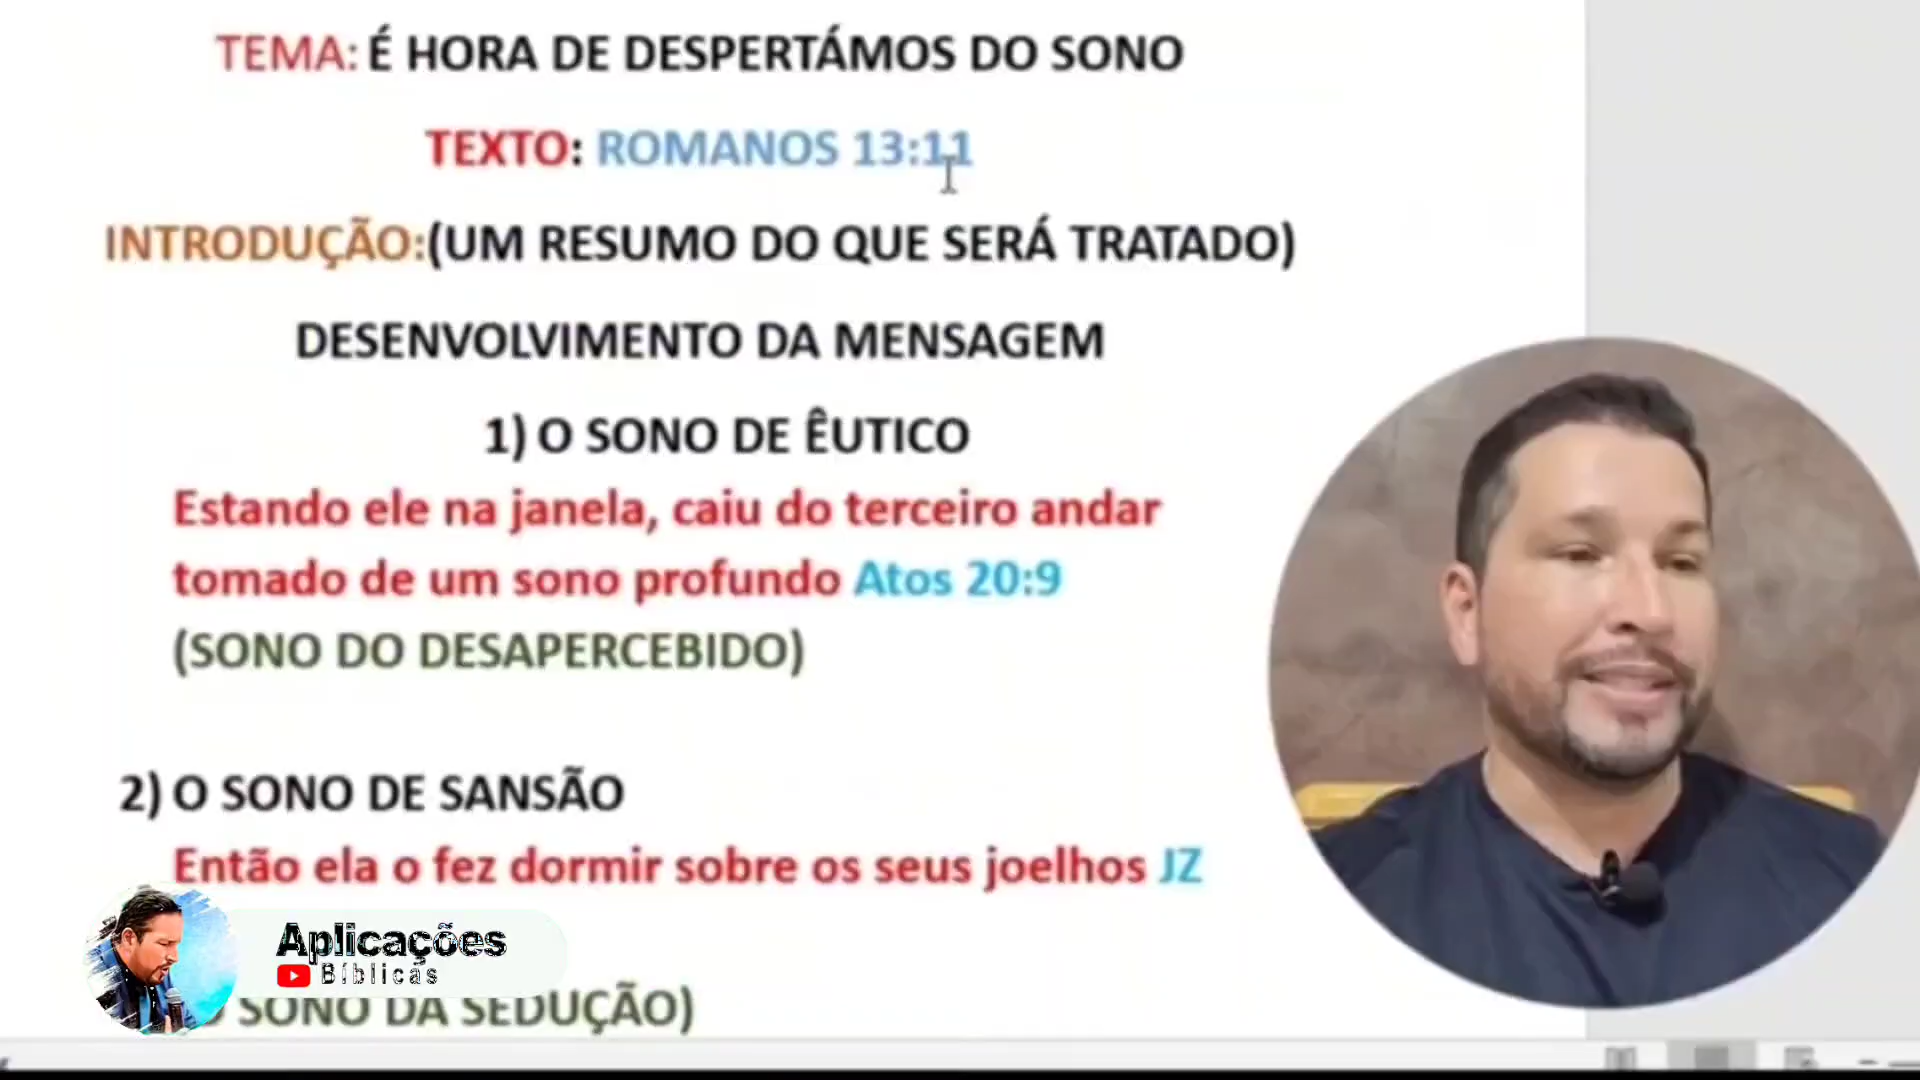 TEMA: É HORA DE DESPERTÁMOS DO SONO
TEXTO: ROMANOS 13:11
INTRODUÇÃO:(UM RESUMO DO QUE SERÁ TRATADO)
DESENVOLVIMENTO DA MENSAGEM
1) O SONO DE ÊUTICO
Estando ele na janela, caiu do terceiro andar
tomado de um sono profundo Atos 20:9
(SONO DO DESAPERCEBIDO)
2) O SONO DE SANSÃO
Então ela o fez dormir sobre os seus joelhos JZ
Aplicações
Bíblicas
SONO DA SEDUÇÃO)